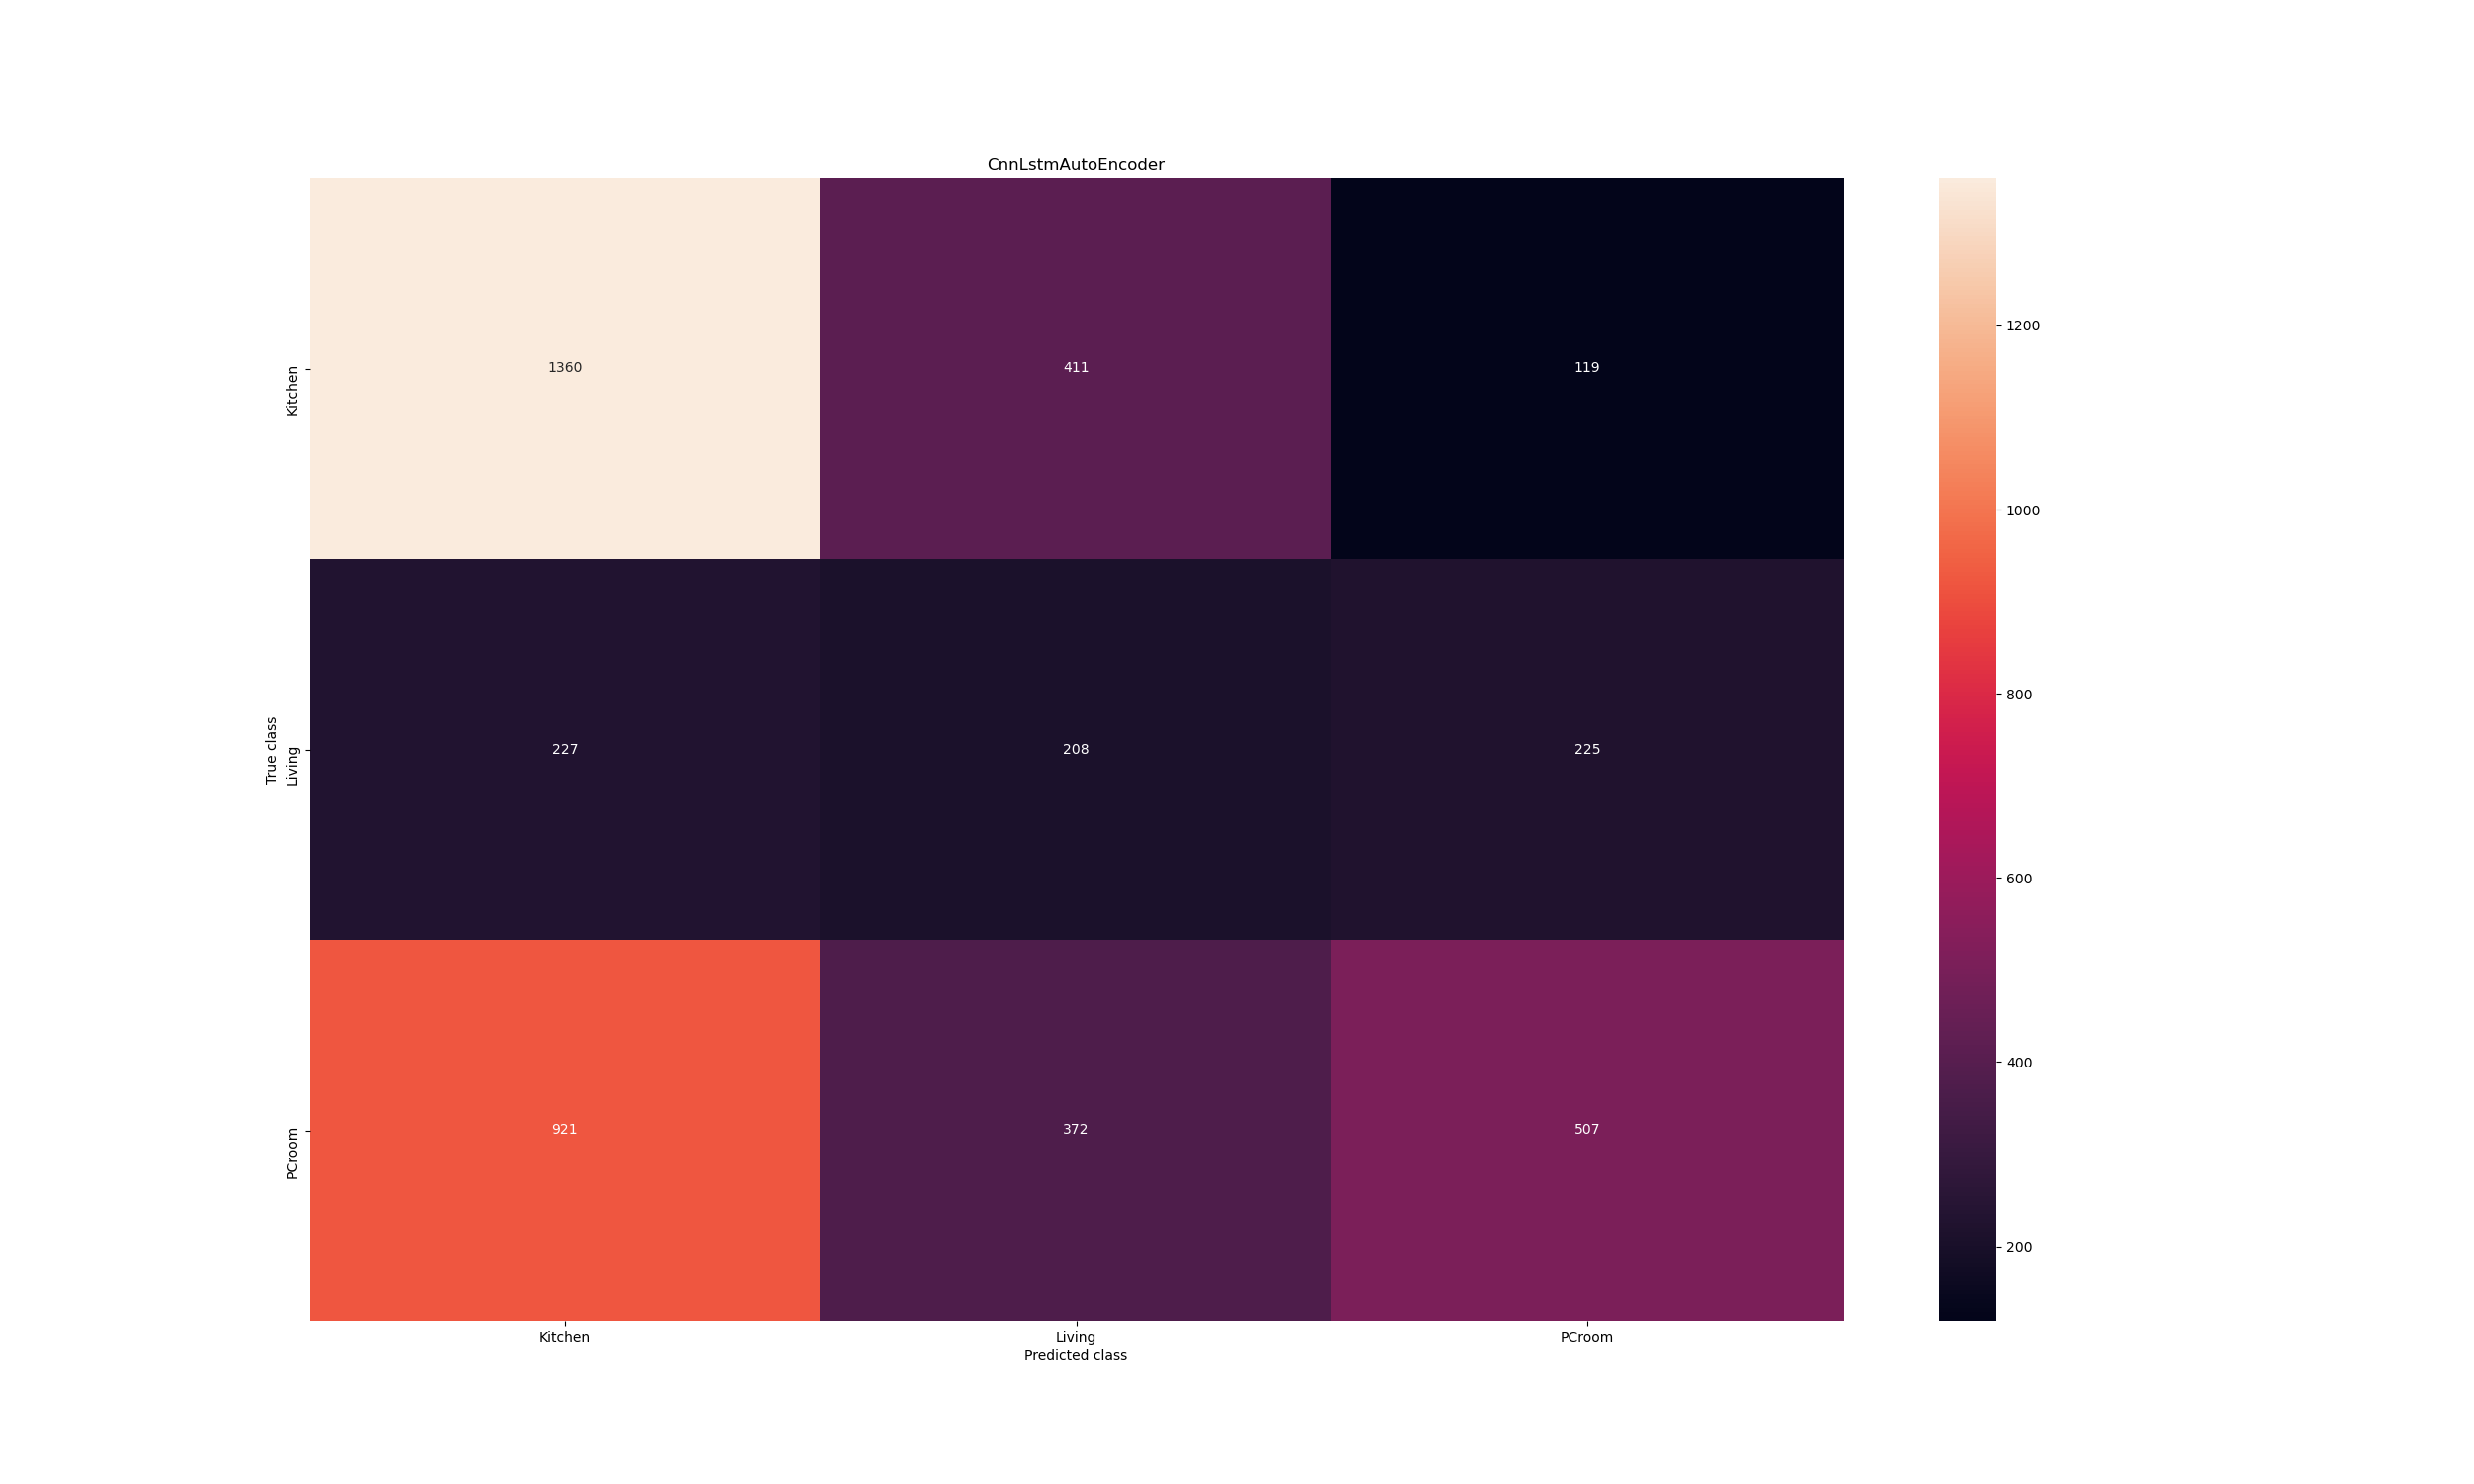 CnnLstmAutoEncoder
1360 411 119
227 208 225
921 372 507
Kitchen
Living
PCroom
True class
Kitchen Living PCroom
Predicted class
1200
1000
800
600
400
200